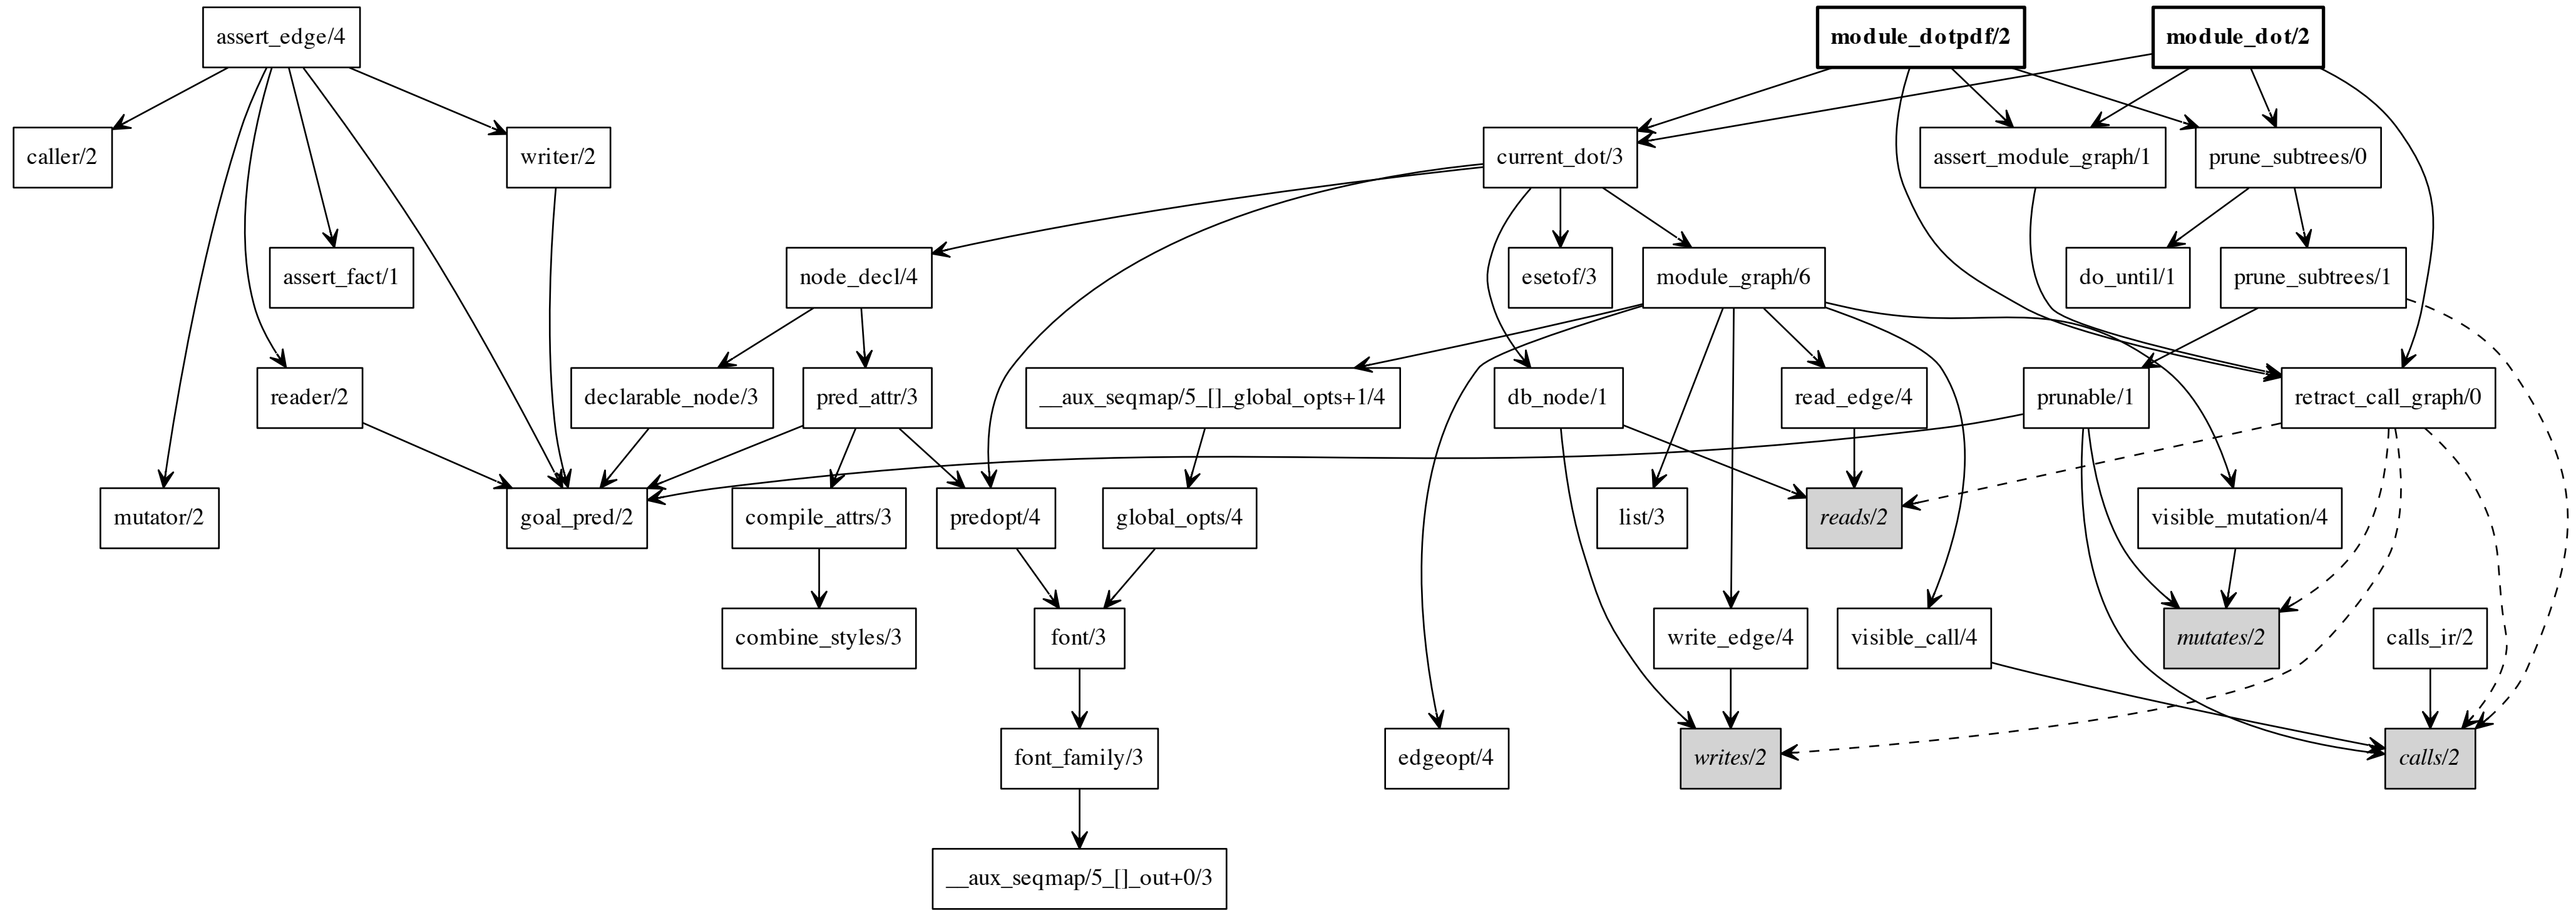 assert_edge/4
module_dotpdf/2
module_dot/2
caller/2
writer/2
current_dot/3
assert_module_graph/1
prune_subtrees/0
assert_fact/1
node_decl/4
esetof/3
module_graph/6
do_until/1
prune_subtrees/1
reader/2
declarable_node/3
pred_attr/3
__aux_seqmap/5_[]_global_opts+1/4
db_node/1
read_edge/4
prunable/1
retract_call_graph/0
mutator/2
goal_pred/2
compile_attrs/3
predopt/4
global_opts/4
list/3
reads/2
visible_mutation/4
combine_styles/3
font/3
write_edge/4
visible_call/4
mutates/2
calls_ir/2
font_family/3
edgeopt/4
writes/2
calls/2
__aux_seqmap/5_[]_out+0/3